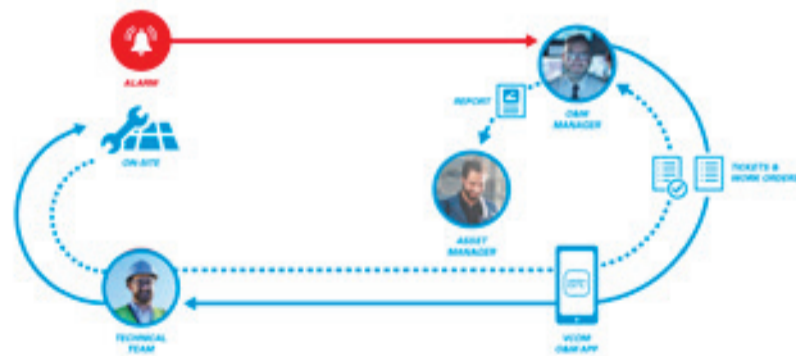 ALARM
REPORT
O&M
MANAGER
ON-SITE
TICKETS &
WORK ORDERS
ASSET
MANAGER
TECHNICAL
TEAM
VCOM
O&M APP